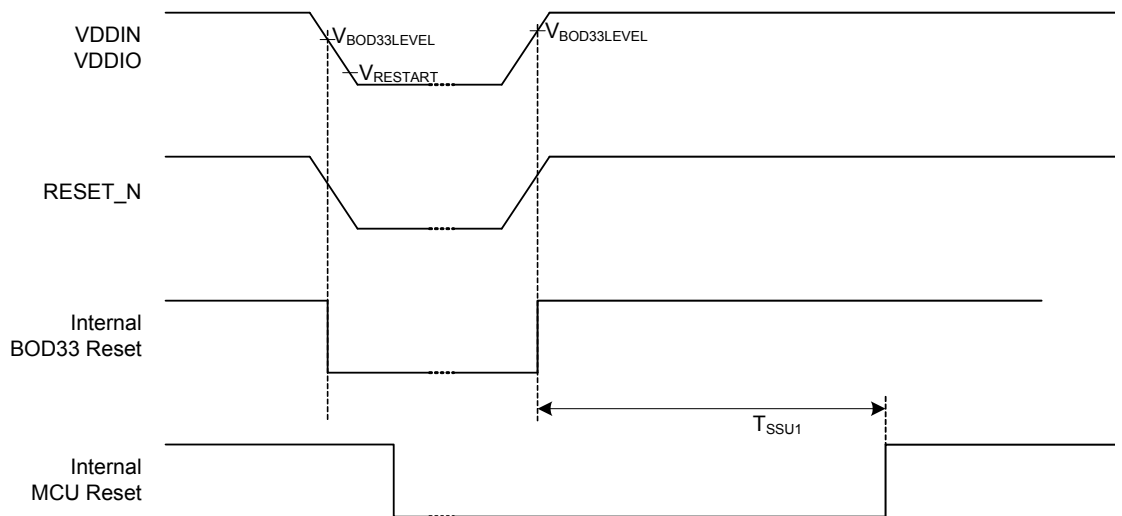 VDDIN
VDDIO
VBOD33LEVEL
VBOD33LEVEL
VRESTART
RESET_N
Internal
BOD33 Reset
TSSU1
Internal
MCU Reset